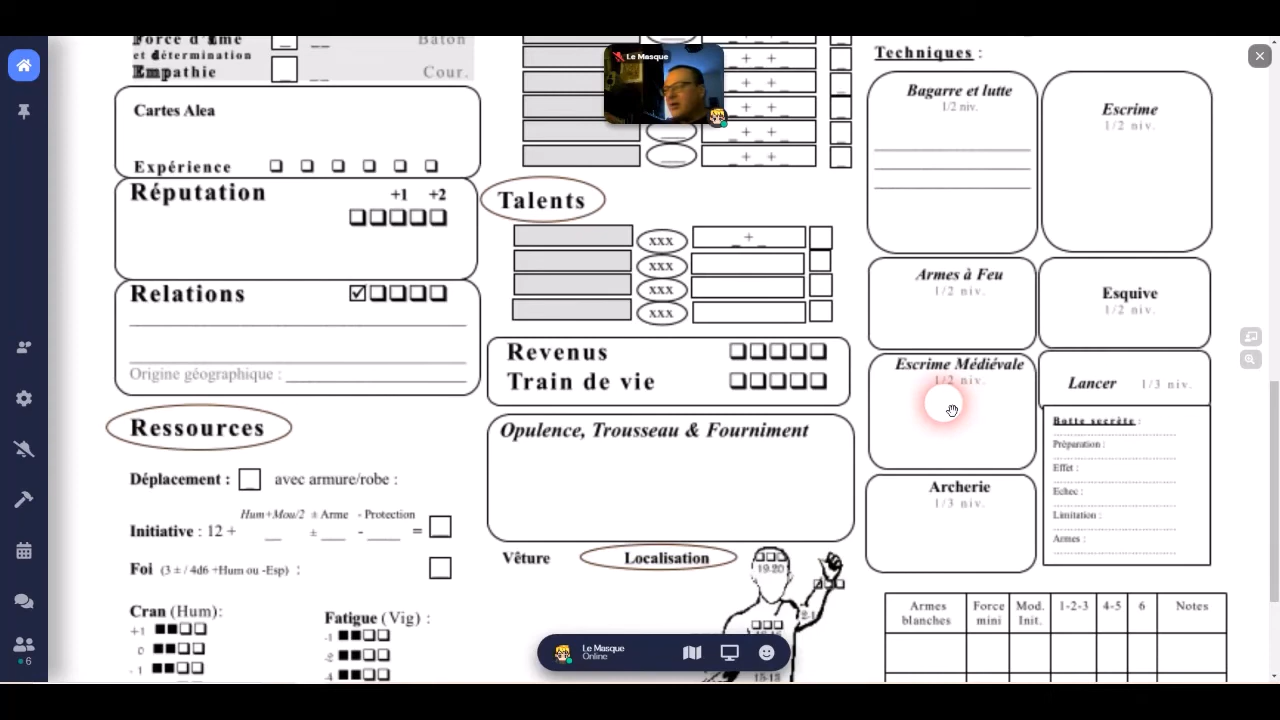 Force d'Âme
et détermination
Empathie
Bâton
Cour.
Cartes Alea
Expérience
Réputation +1 +2
Relations
Origine géographique :
Ressources
Déplacement : avec armure/robe :
Hum+Mou/2 ± Arme - Protection
Initiative : 12 + ± - =
Foi (3 ± / 4d6 +Hum ou -Esp) :
Cran (Hum):
+1
0
- 1
Fatigue (Vig) :
-1
-2
-4
Le Masque
_ + _ + _
_ + _ + _
_ + _ + _
_ + _ + _
_ + _ + _
Talents
xxx _ + _
xxx
xxx
xxx
Revenus
Train de vie
Opulence, Trousseau & Fourniment
Vêture
Localisation
19.20
15-13
Le Masque
Online
Techniques :
Bagarre et lutte
1/2 niv.
Escrime
1/2 niv.
Armes à Feu
1/2 niv.
Esquive
1/2 niv.
Escrime Médiévale
1/2 niv.
Lancer 1/3 niv.
Archerie
1/3 niv.
Botte secrète :
Préparation :
Effet :
Echec :
Limitation :
Armes :
Armes blanches Force mini Mod. Init. 1-2-3 4-5 6 Notes
6